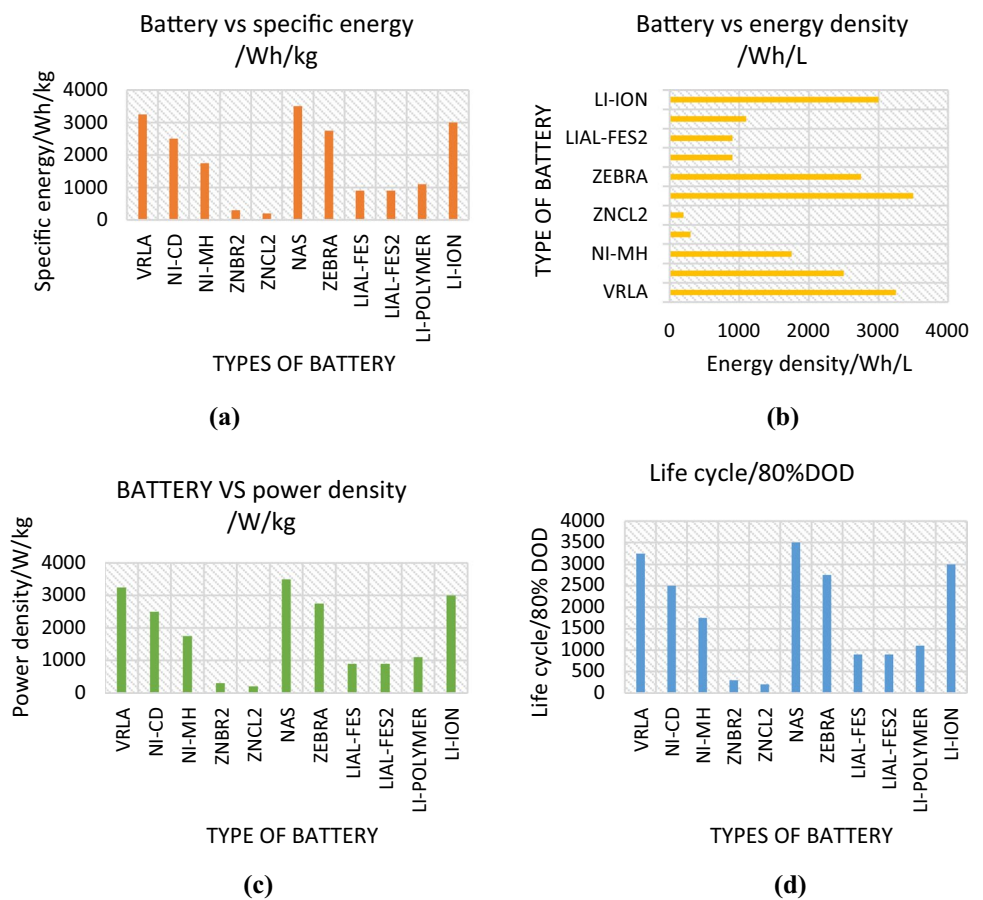 Battery vs specific energy
/Wh/kg
Specific energy/Wh/kg
4000
3000
2000
1000
0
VRLA
NI-CD
NI-MH
ZNBR2
ZNCL2
NAS
ZEBRA
LIAL-FES
LIAL-FES2
LI-POLYMER
LI-ION
TYPES OF BATTERY
(a)
Battery vs energy density
/Wh/L
TYPE OF BATTERY
LI-ION
LIAL-FES2
ZEBRA
ZNCL2
NI-MH
VRLA
0 1000 2000 3000 4000
Energy density/Wh/L
(b)
BATTERY VS power density
/W/kg
Power density/W/kg
4000
3000
2000
1000
0
VRLA
NI-CD
NI-MH
ZNBR2
ZNCL2
NAS
ZEBRA
LIAL-FES
LIAL-FES2
LI-POLYMER
LI-ION
TYPE OF BATTERY
(c)
Life cycle/80%DOD
Life cycle/80% DOD
4000
3500
3000
2500
2000
1500
1000
500
0
VRLA
NI-CD
NI-MH
ZNBR2
ZNCL2
NAS
ZEBRA
LIAL-FES
LIAL-FES2
LI-POLYMER
LI-ION
TYPES OF BATTERY
(d)